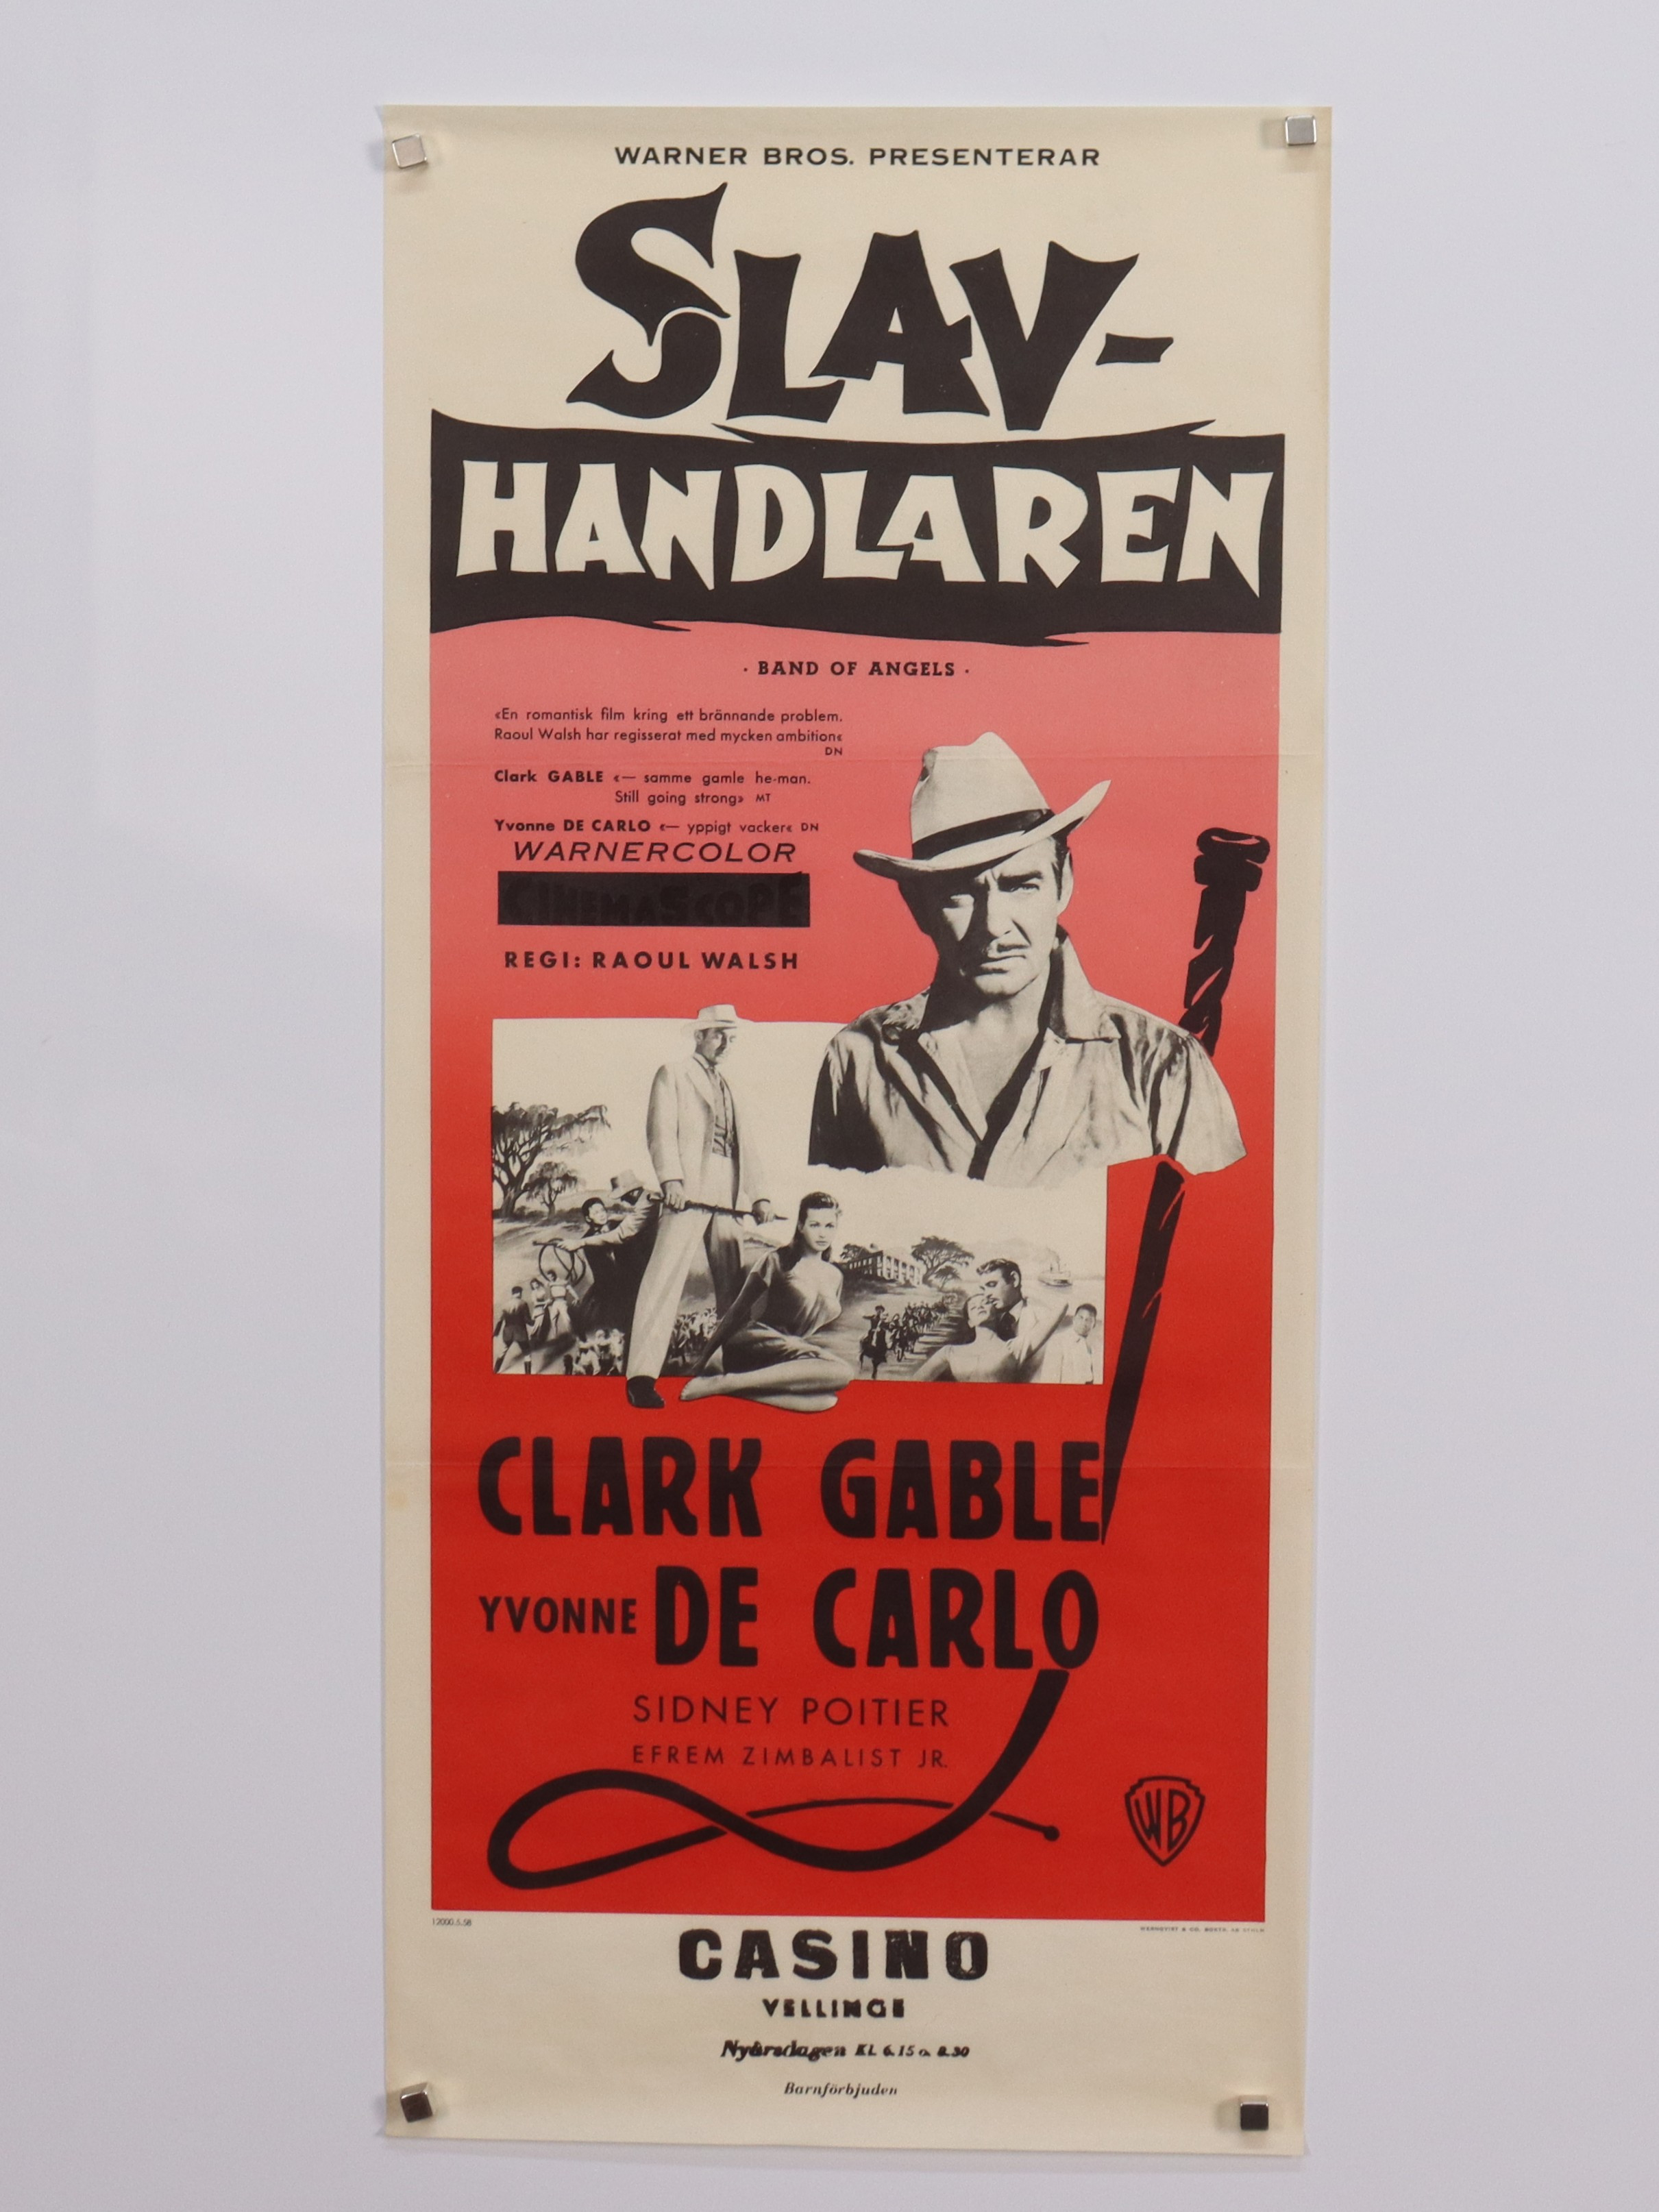 WARNER BROS. PRESENTERAR
SLAV-
HANDLAREN
· BAND OF ANGELS ·
«En romantisk film kring ett brännande problem.
Raoul Walsh har regisserat med mycken ambition«
DN
Clark GABLE «— samme gamle he-man.
Still going strong» MT
Yvonne DE CARLO «— yppigt vacker« DN
WARNERCOLOR
CINEMASCOPE
REGI: RAOUL WALSH
CLARK GABLE
YVONNE DE CARLO
SIDNEY POITIER
EFREM ZIMBALIST JR.
WB
12000.5.58
CASINO
VELLINGE
Nyårsdagen Kl. 6.15 o. 8.30
Barnförbjuden